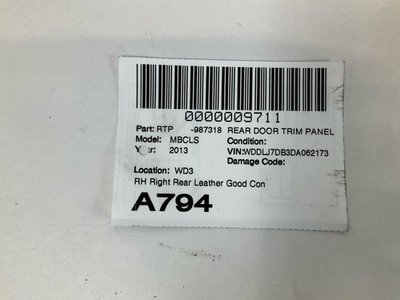 0000009711
Part: RTP -987318 REAR DOOR TRIM PANEL
Model: MBCLS Condition:
Year: 2013 VIN:WDDLJ7DB3DA062173
Damage Code:
Location: WD3
RH Right Rear Leather Good Con
A794